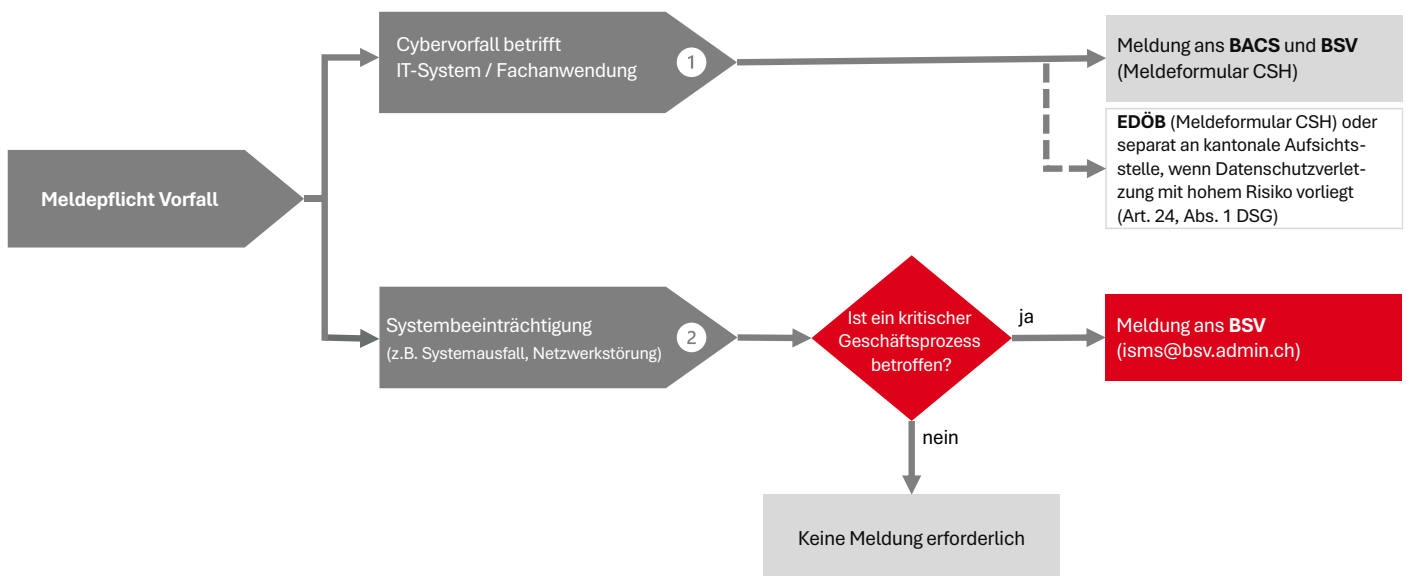 Cybervorfall betrifft
IT-System / Fachanwendung
1
Meldung ans BACS und BSV
(Meldeformular CSH)
EDÖB (Meldeformular CSH) oder
separat an kantonale Aufsichts-
stelle, wenn Datenschutzverlet-
zung mit hohem Risiko vorliegt
(Art. 24, Abs. 1 DSG)
Meldepflicht Vorfall
Systembeeinträchtigung
(z.B. Systemausfall, Netzwerkstörung)
2
Ist ein kritischer
Geschäftsprozess
betroffen?
ja
Meldung ans BSV
(isms@bsv.admin.ch)
nein
Keine Meldung erforderlich